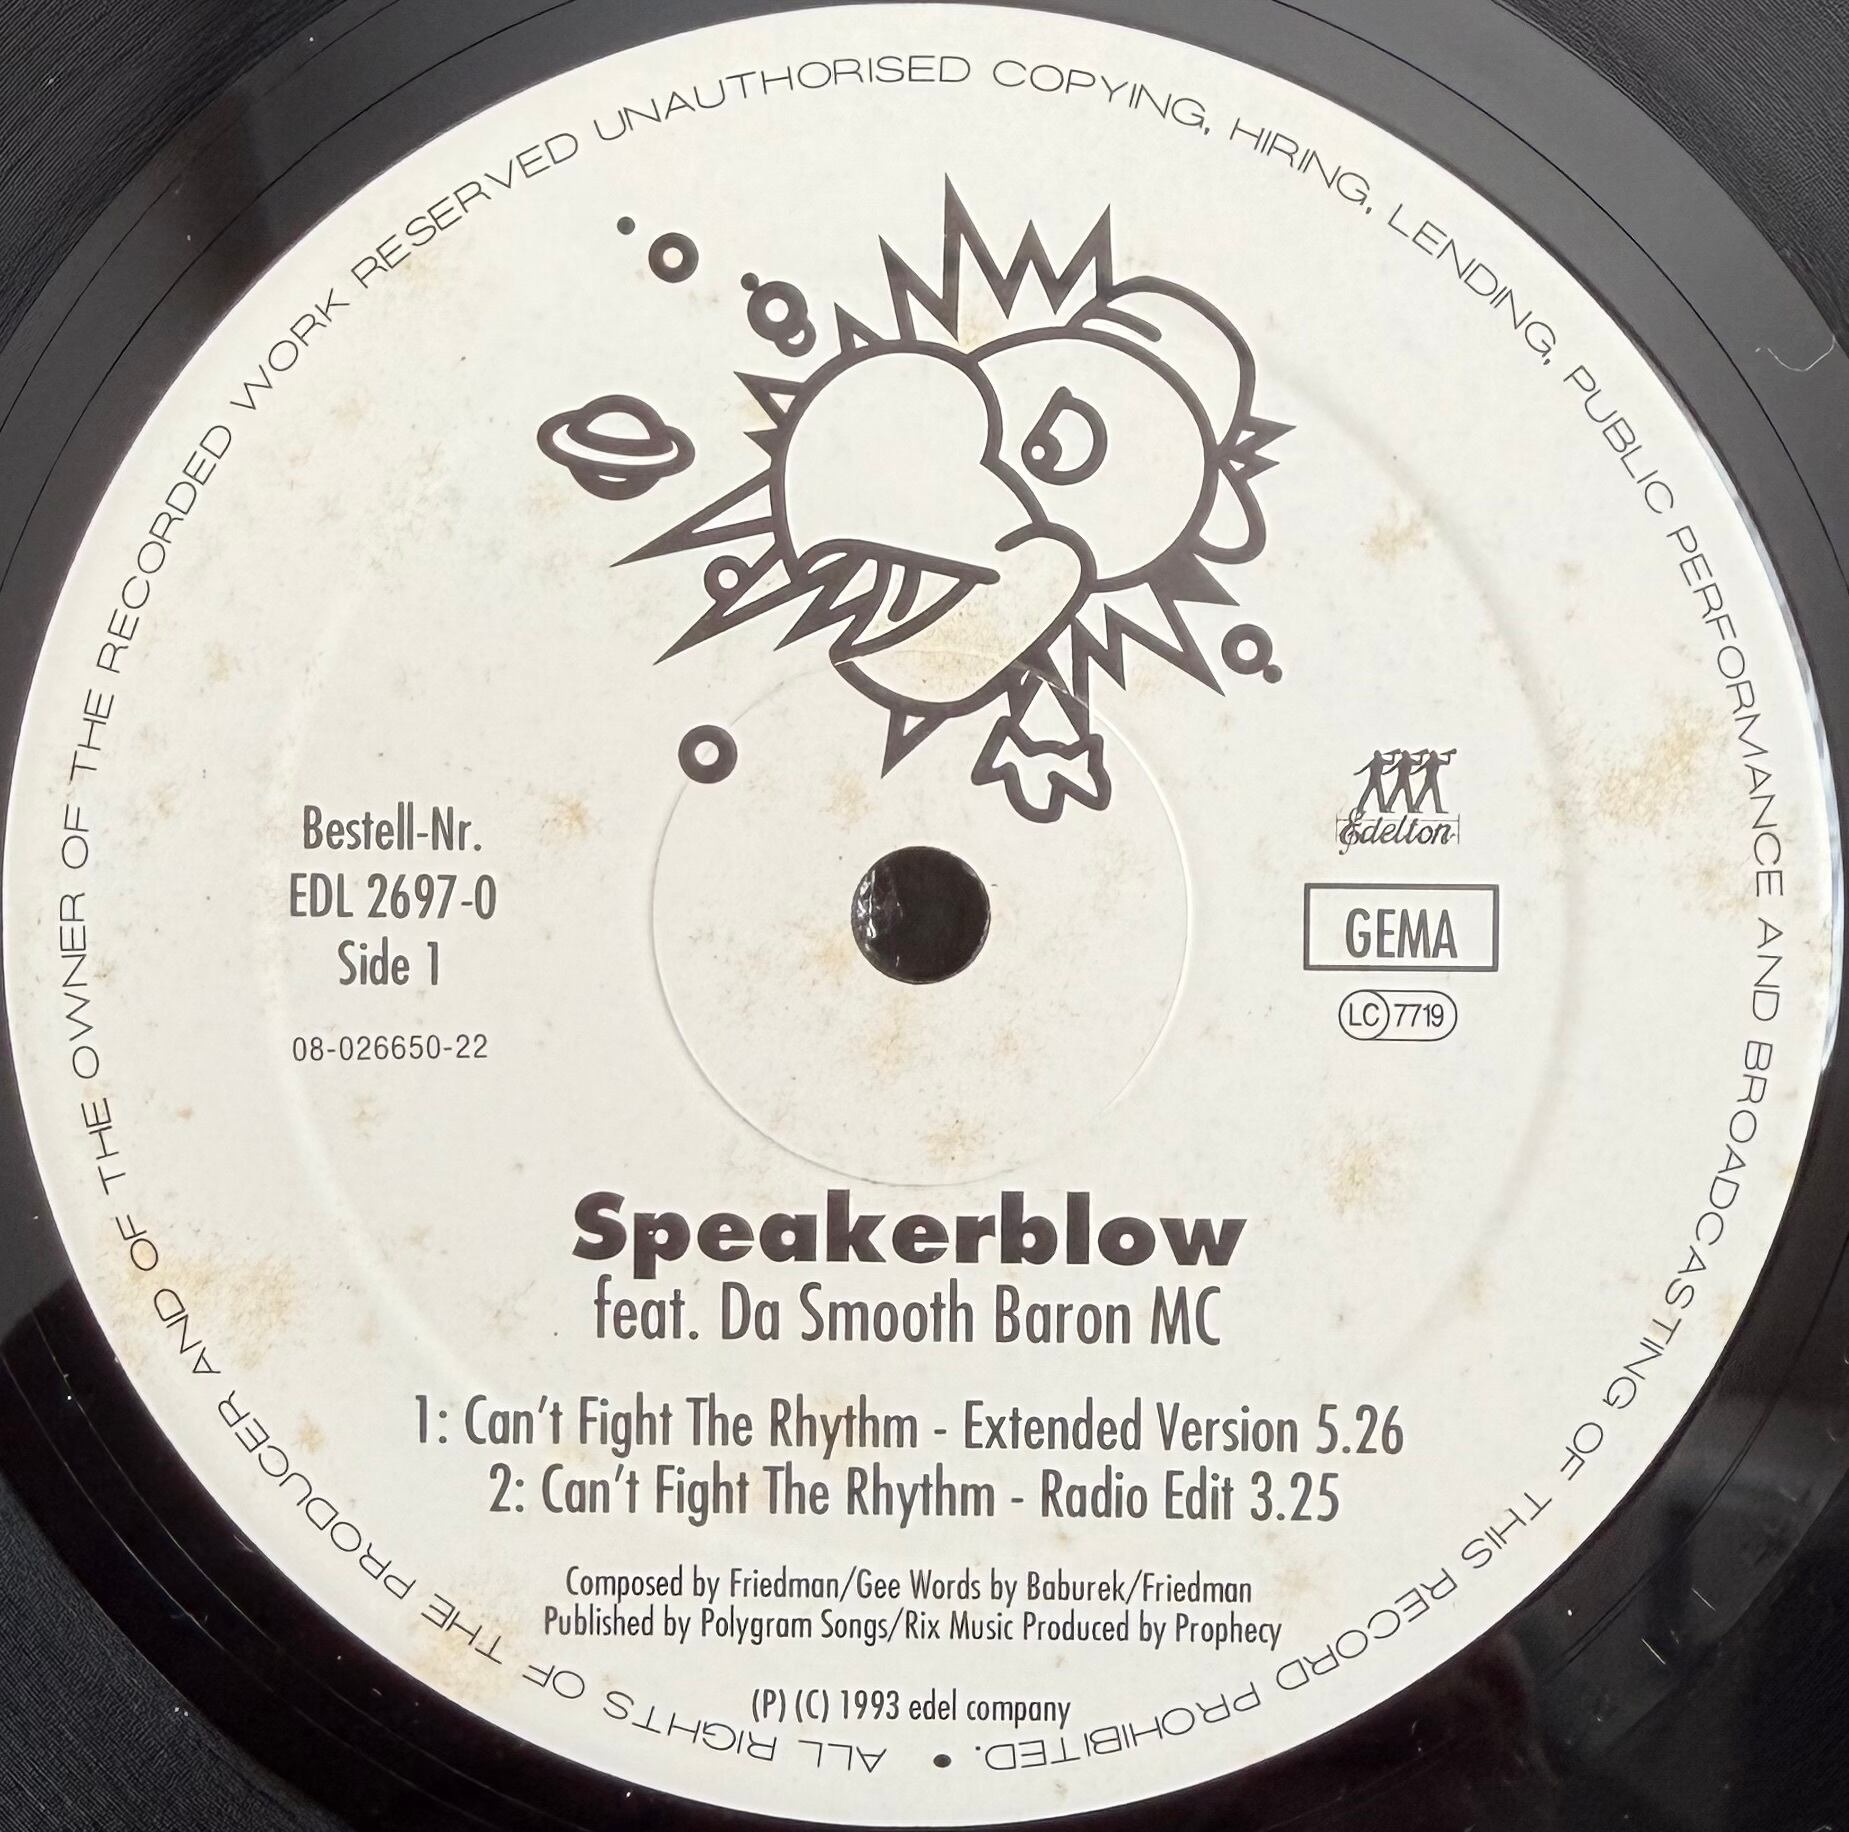 ALL RIGHTS OF THE PRODUCER AND OF THE OWNER OF THE RECORDED WORK RESERVED UNAUTHORISED COPYING, HIRING, LENDING, PUBLIC PERFORMANCE AND BROADCASTING OF THIS RECORD PROHIBITED. •
Bestell-Nr.
EDL 2697-0
Side 1
08-026650-22
Edelton
GEMA
LC 7719
Speakerblow
feat. Da Smooth Baron MC
1: Can't Fight The Rhythm - Extended Version 5.26
2: Can't Fight The Rhythm - Radio Edit 3.25
Composed by Friedman/Gee Words by Baburek/Friedman
Published by Polygram Songs/Rix Music Produced by Prophecy
(P) (C) 1993 edel company